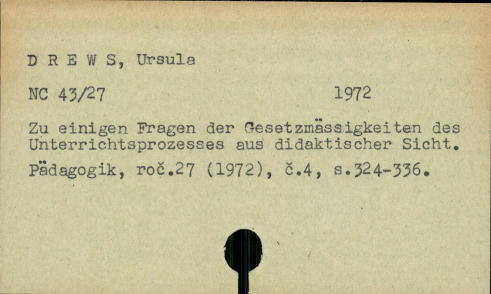 D R E W S, Ursula
NC 43/27 1972
Zu einigen Fragen der Gesetzmässigkeiten des
Unterrichtsprozesses aus didaktischer Sicht.
Pädagogik, roč.27 (1972), č.4, s.324-336.